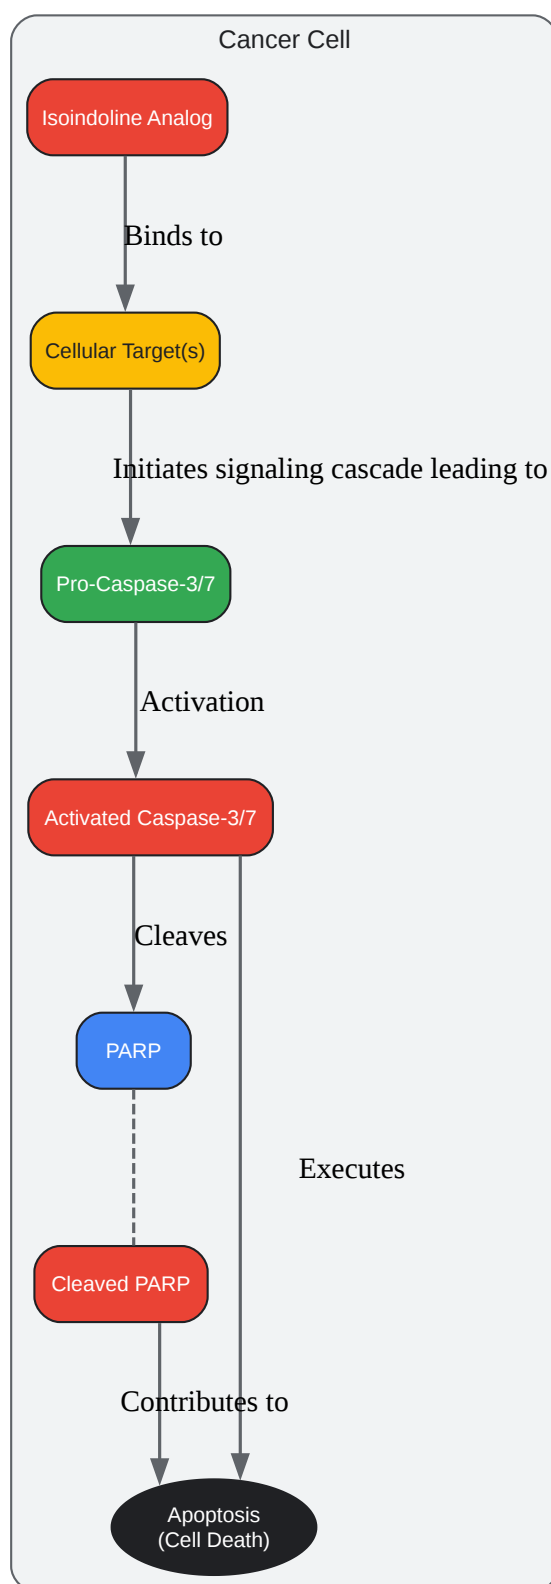 Cancer Cell
Isoindoline Analog
Binds to
Cellular Target(s)
Initiates signaling cascade leading to
Pro-Caspase-3/7
Activation
Activated Caspase-3/7
Cleaves
PARP
Executes
Cleaved PARP
Contributes to
Apoptosis
(Cell Death)